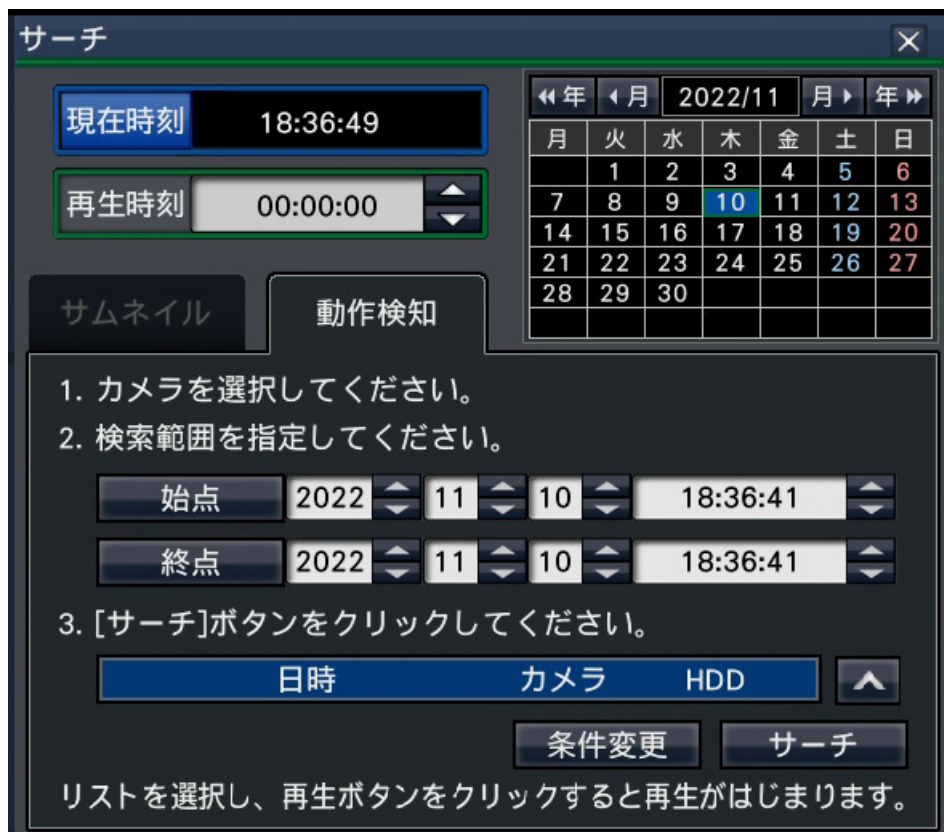 サーチ
現在時刻 18:36:49
再生時刻 00:00:00
年 月 2022/11 月 年
月 火 水 木 金 土 日
1 2 3 4 5 6
7 8 9 10 11 12 13
14 15 16 17 18 19 20
21 22 23 24 25 26 27
28 29 30
サムネイル 動作検知
1. カメラを選択してください。
2. 検索範囲を指定してください。
始点 2022 11 10 18:36:41
終点 2022 11 10 18:36:41
3. [サーチ]ボタンをクリックしてください。
日時 カメラ HDD
条件変更 サーチ
リストを選択し、再生ボタンをクリックすると再生がはじまります。